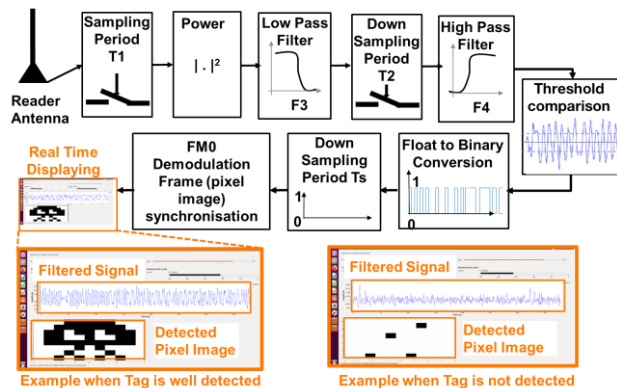 Sampling
Period
T1
Power
| . |²
Low Pass
Filter
F3
Down
Sampling
Period
T2
High Pass
Filter
F4
Reader
Antenna
Threshold
comparison
Float to Binary
Conversion
1
0
Down
Sampling
Period Ts
1
0
FM0
Demodulation
Frame (pixel
image)
synchronisation
Real Time
Displaying
Filtered Signal
Detected
Pixel Image
Example when Tag is well detected
Filtered Signal
Detected
Pixel Image
Example when Tag is not detected